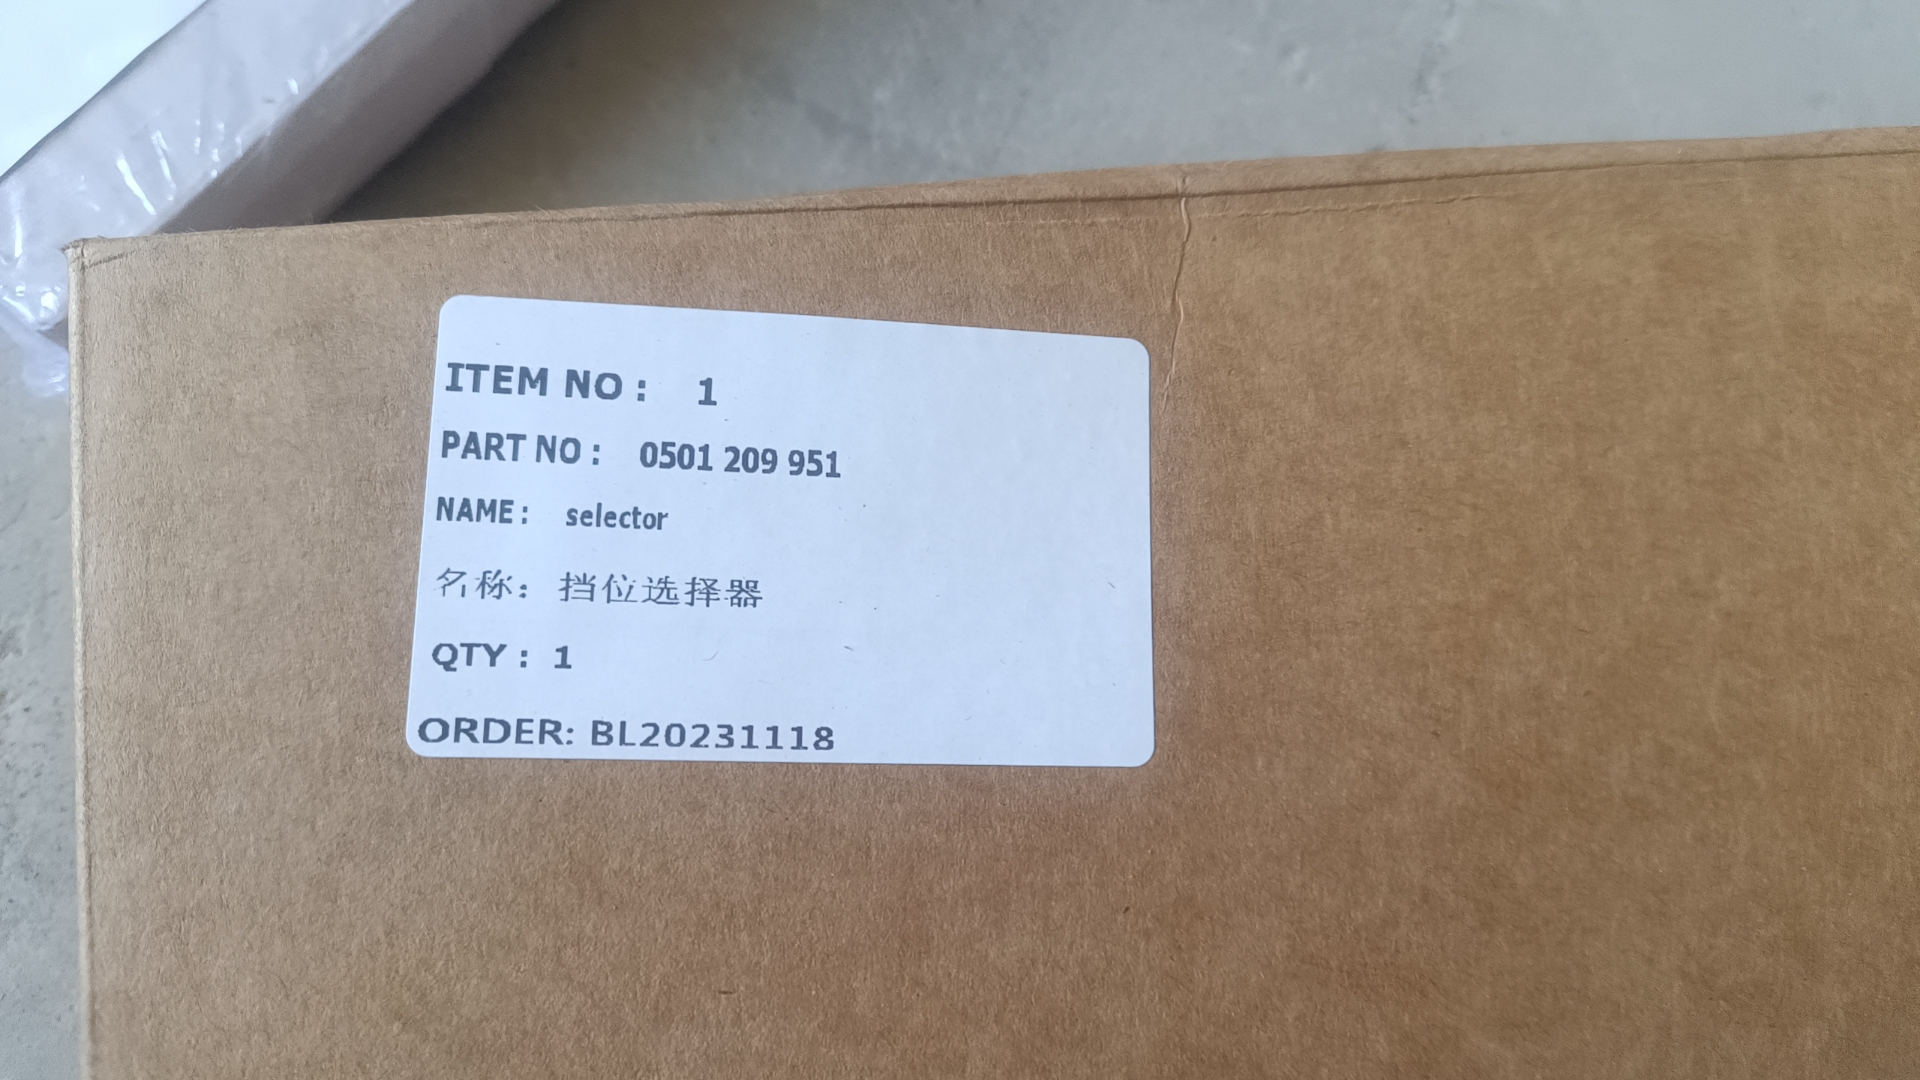 ITEM NO： 1
PART NO： 0501 209 951
NAME： selector
名称：挡位选择器
QTY：1
ORDER: BL20231118